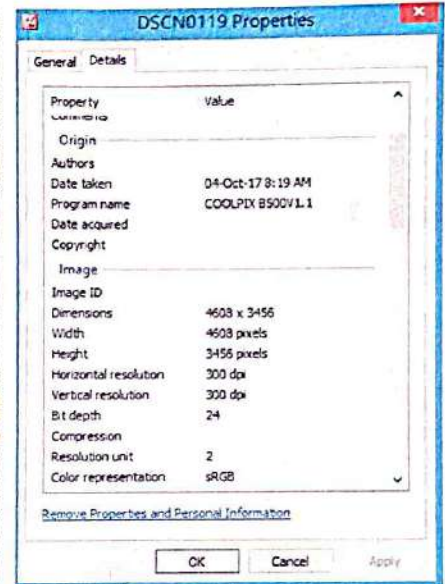 DSCN0119 Properties
General Details
Property Value
Comments
Origin
Authors
Date taken 04-Oct-17 8:19 AM
Program name COOLPIX B500V1.1
Date acquired
Copyright
Image
Image ID
Dimensions 4608 x 3456
Width 4608 pixels
Height 3456 pixels
Horizontal resolution 300 dpi
Vertical resolution 300 dpi
Bit depth 24
Compression
Resolution unit 2
Color representation sRGB
Remove Properties and Personal Information
OK Cancel Apply